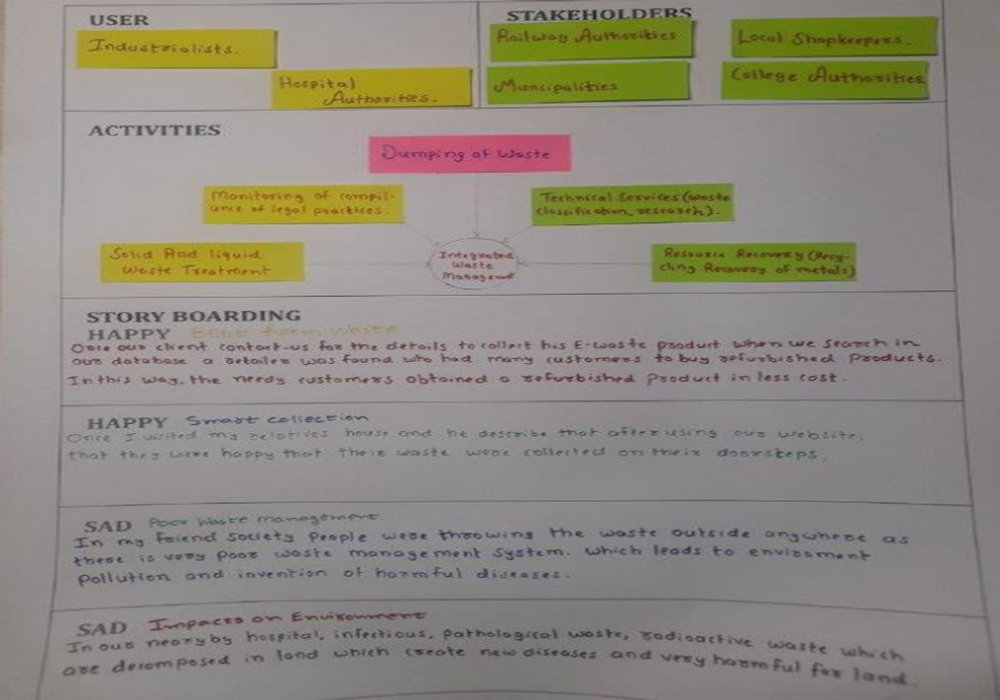 USER
Industrialists.
Hospital
Authorities.
STAKEHOLDERS
Railway Authorities
Local Shopkeepers.
Muncipalities
College Authorities
ACTIVITIES
Dumping of Waste
Monitoring of compil-
iance of legal practices.
Technical Services (waste
classification, research).
Solid And liquid
Waste Treatment
Integrated
Waste
Management
Resource Recovery (Recy-
cling Recovery of metals)
STORY BOARDING
HAPPY Best from Waste
Once our client contact-us for the details to collect his E-waste product when we search in
our database a retailer was found who had many customers to buy refurbished products.
In this way, the needy customers obtained a refurbished product in less cost.
HAPPY Smart collection
Once I visited my relatives house and he describe that after using our website,
that they were happy that their waste were collected on their doorsteps.
SAD Poor Waste management
In my friend society people were throwing the waste outside anywhere as
there is very poor waste management system. Which leads to enviroment
pollution and invention of harmful diseases.
SAD Impacts on Environment
In our nearyby hospital, infectious, pathological waste, radioactive waste which
are decomposed in land which create new diseases and very harmful for land.